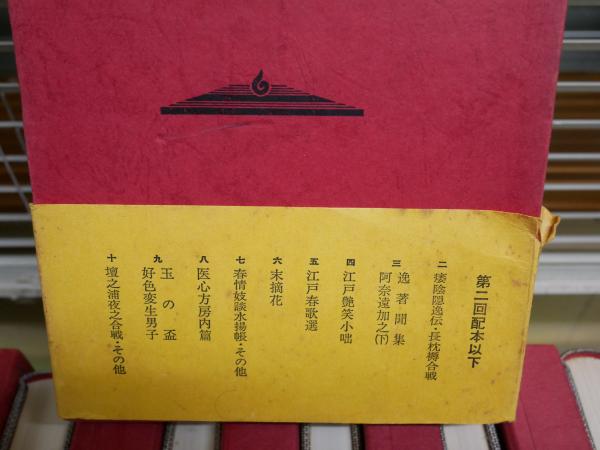 第二回配本以下
二 痿陰隠逸伝・長枕褥合戦
三 逸著聞集
阿奈遠加之(下)
四 江戸艶笑小咄
五 江戸春歌選
六 末摘花
七 春情妓談水揚帳・その他
八 医心方房内篇
九 玉の盃
好色変生男子
十 壇之浦夜之合戦・その他